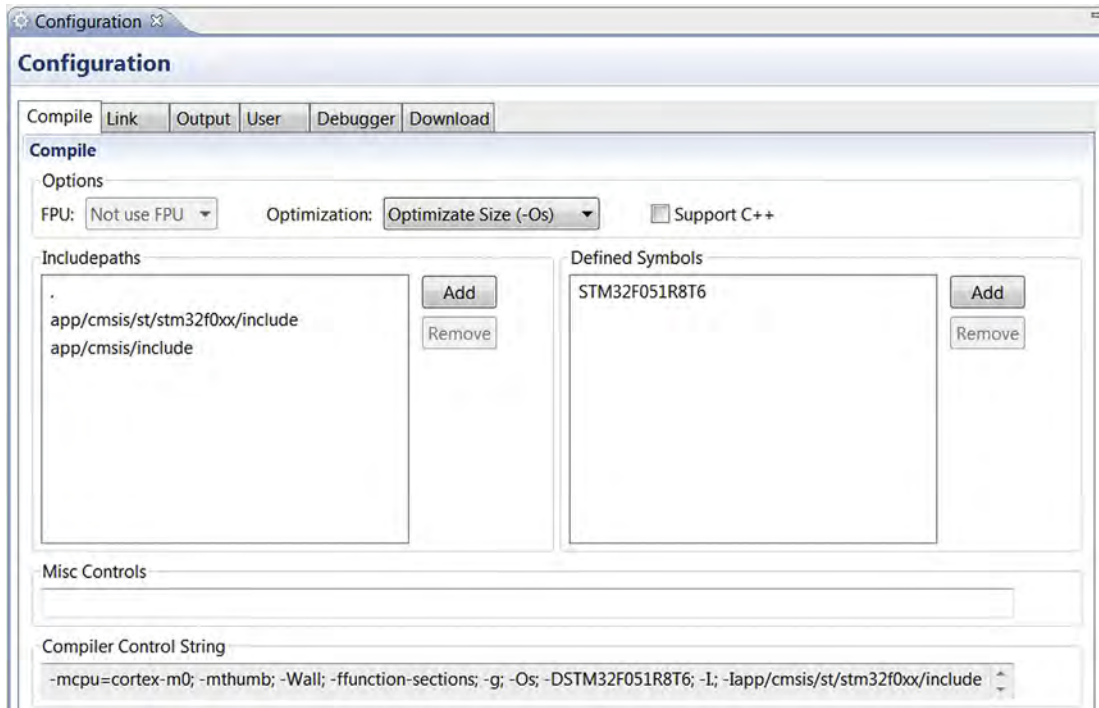 Configuration
Configuration
Compile Link Output User Debugger Download
Compile
Options
FPU: Not use FPU Optimization: Optimizate Size (-Os) Support C++
Includepaths
.
app/cmsis/st/stm32f0xx/include
app/cmsis/include
Add
Remove
Defined Symbols
STM32F051R8T6
Add
Remove
Misc Controls
Compiler Control String
-mcpu=cortex-m0; -mthumb; -Wall; -ffunction-sections; -g; -Os; -DSTM32F051R8T6; -I.; -Iapp/cmsis/st/stm32f0xx/include